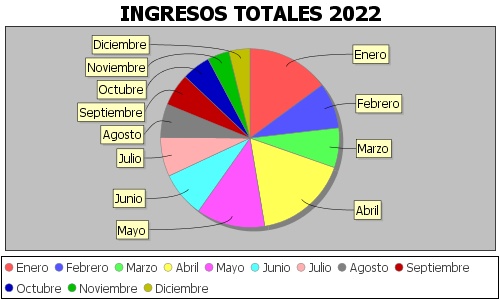 INGRESOS TOTALES 2022
Diciembre
Enero
Noviembre
Octubre
Febrero
Septiembre
Agosto
Marzo
Julio
Junio
Abril
Mayo
Enero Febrero Marzo Abril Mayo Junio Julio Agosto Septiembre
Octubre Noviembre Diciembre